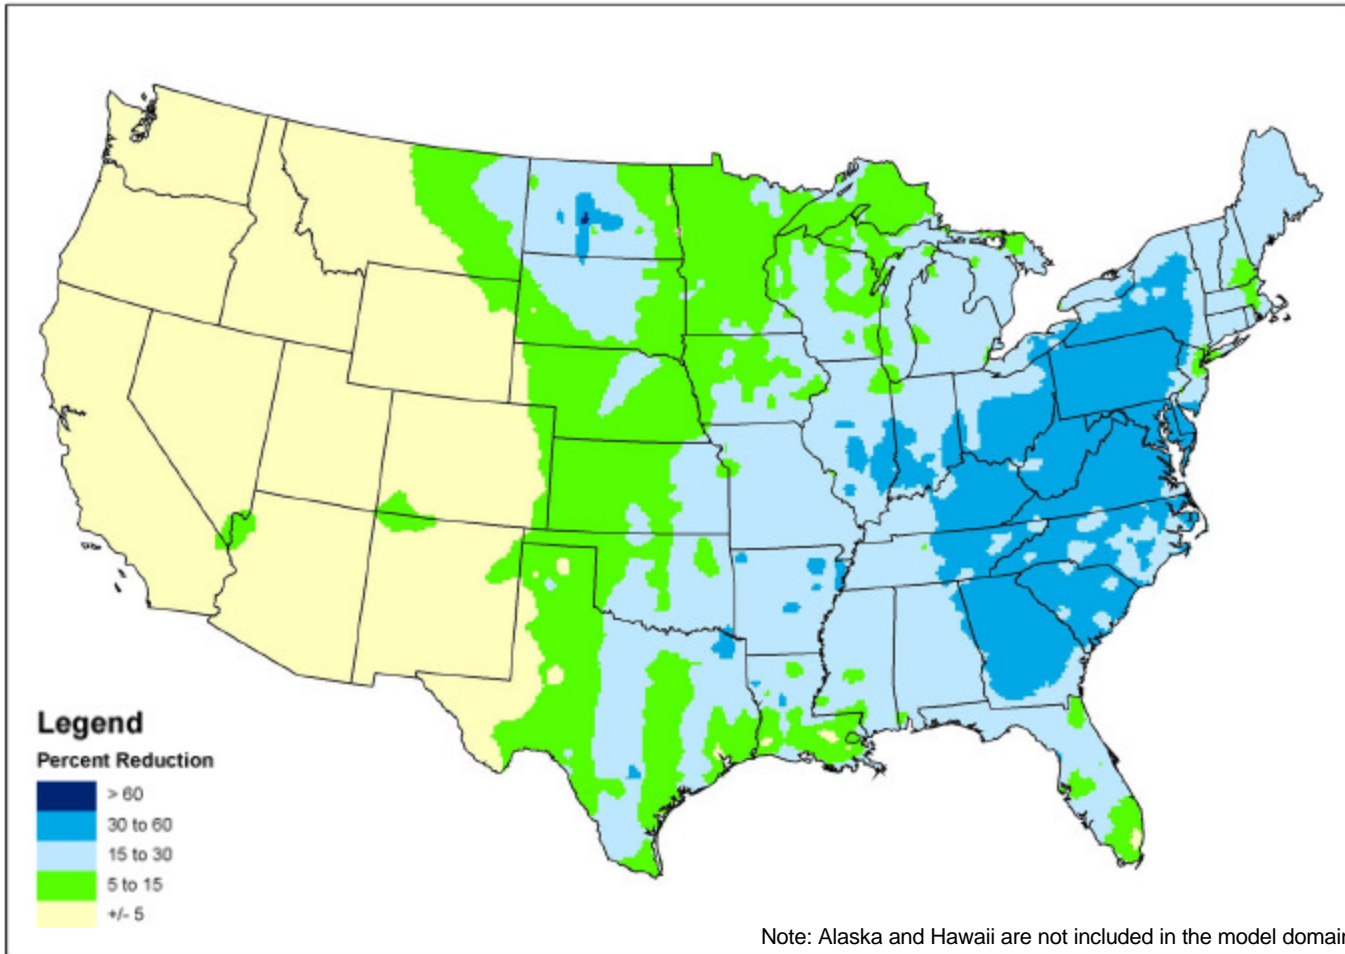 Legend
Percent Reduction
> 60
30 to 60
15 to 30
5 to 15
+/- 5
Note: Alaska and Hawaii are not included in the model domain